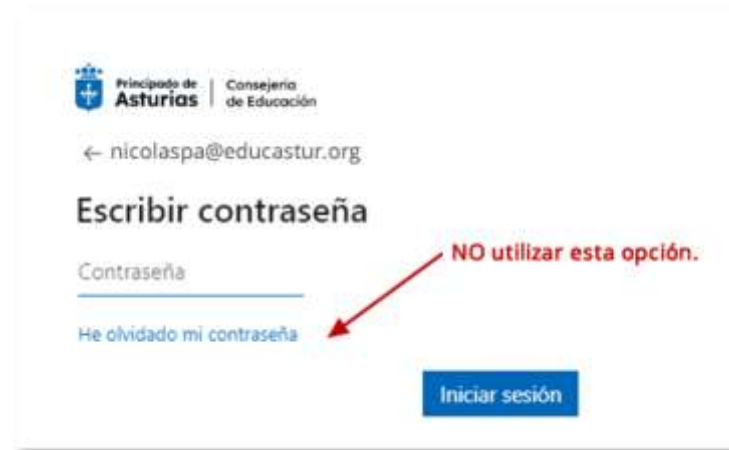 Principado de
Asturias
Consejería
de Educación
← nicolaspa@educastur.org
Escribir contraseña
NO utilizar esta opción.
Contraseña
He olvidado mi contraseña
Iniciar sesión